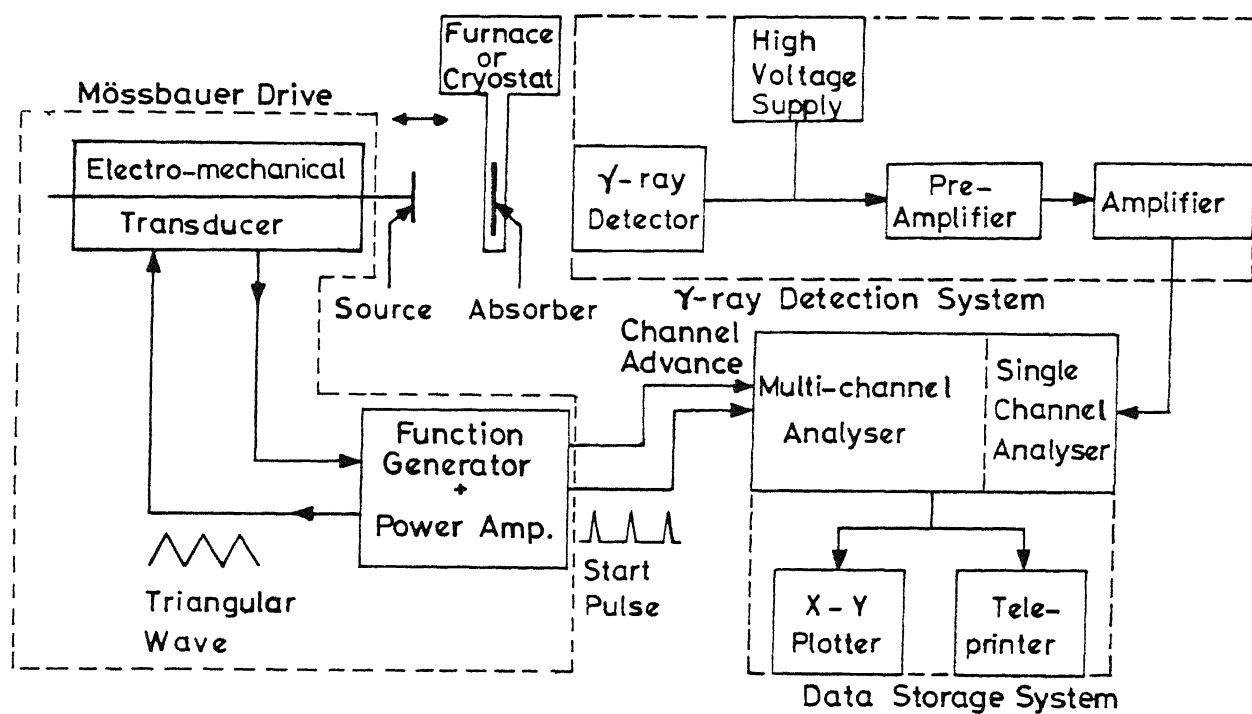 Mössbauer Drive
Electro-mechanical
Transducer
Furnace
or
Cryostat
Source
Absorber
High
Voltage
Supply
γ-ray
Detector
Pre-
Amplifier
Amplifier
γ-ray Detection System
Channel
Advance
Multi-channel
Analyser
Single
Channel
Analyser
Function
Generator
+
Power Amp.
Triangular
Wave
Start
Pulse
X-Y
Plotter
Tele-
printer
Data Storage System